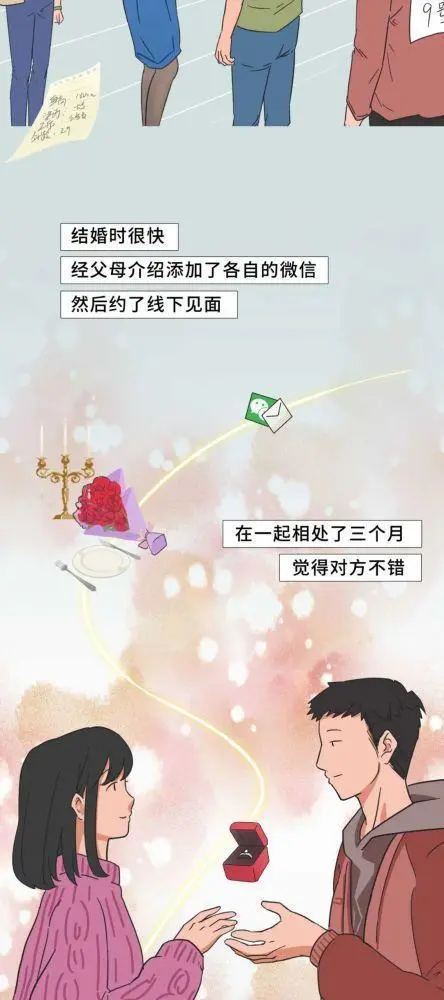 9号
结婚时很快
经父母介绍添加了各自的微信
然后约了线下见面
在一起相处了三个月
觉得对方不错